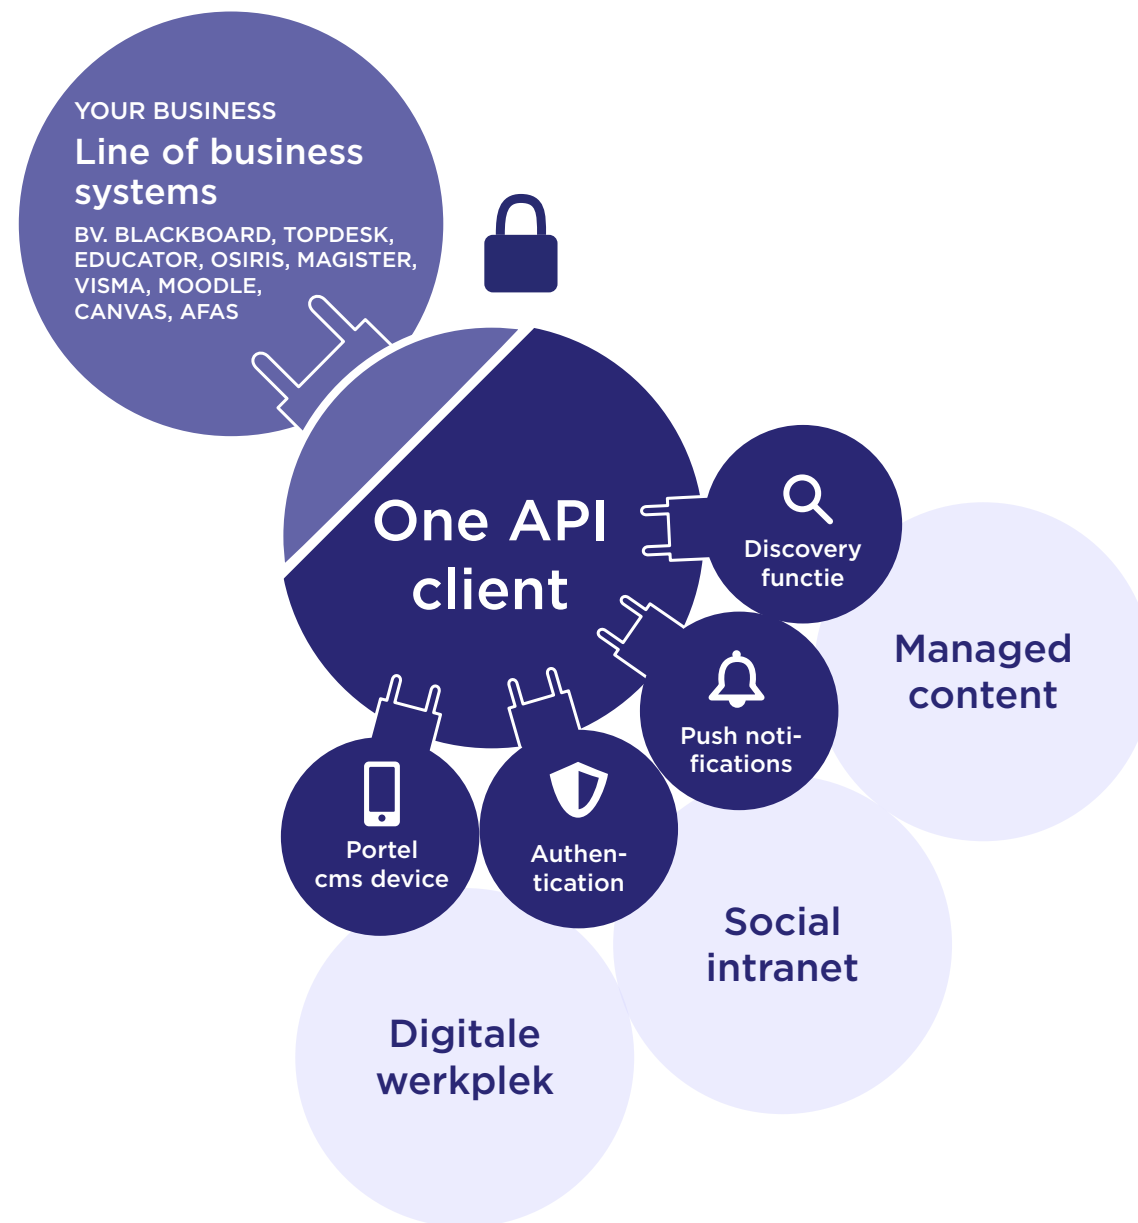 YOUR BUSINESS
Line of business
systems
BV. BLACKBOARD, TOPDESK,
EDUCATOR, OSIRIS, MAGISTER,
VISMA, MOODLE,
CANVAS, AFAS
One API
client
Discovery
functie
Managed
content
Push noti-
fications
Portel
cms device
Authen-
tication
Social
intranet
Digitale
werkplek